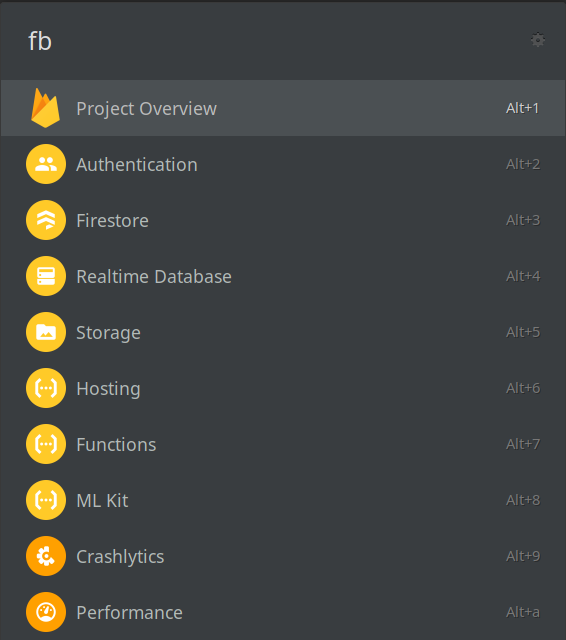 fb
Project Overview Alt+1
Authentication Alt+2
Firestore Alt+3
Realtime Database Alt+4
Storage Alt+5
Hosting Alt+6
Functions Alt+7
ML Kit Alt+8
Crashlytics Alt+9
Performance Alt+a